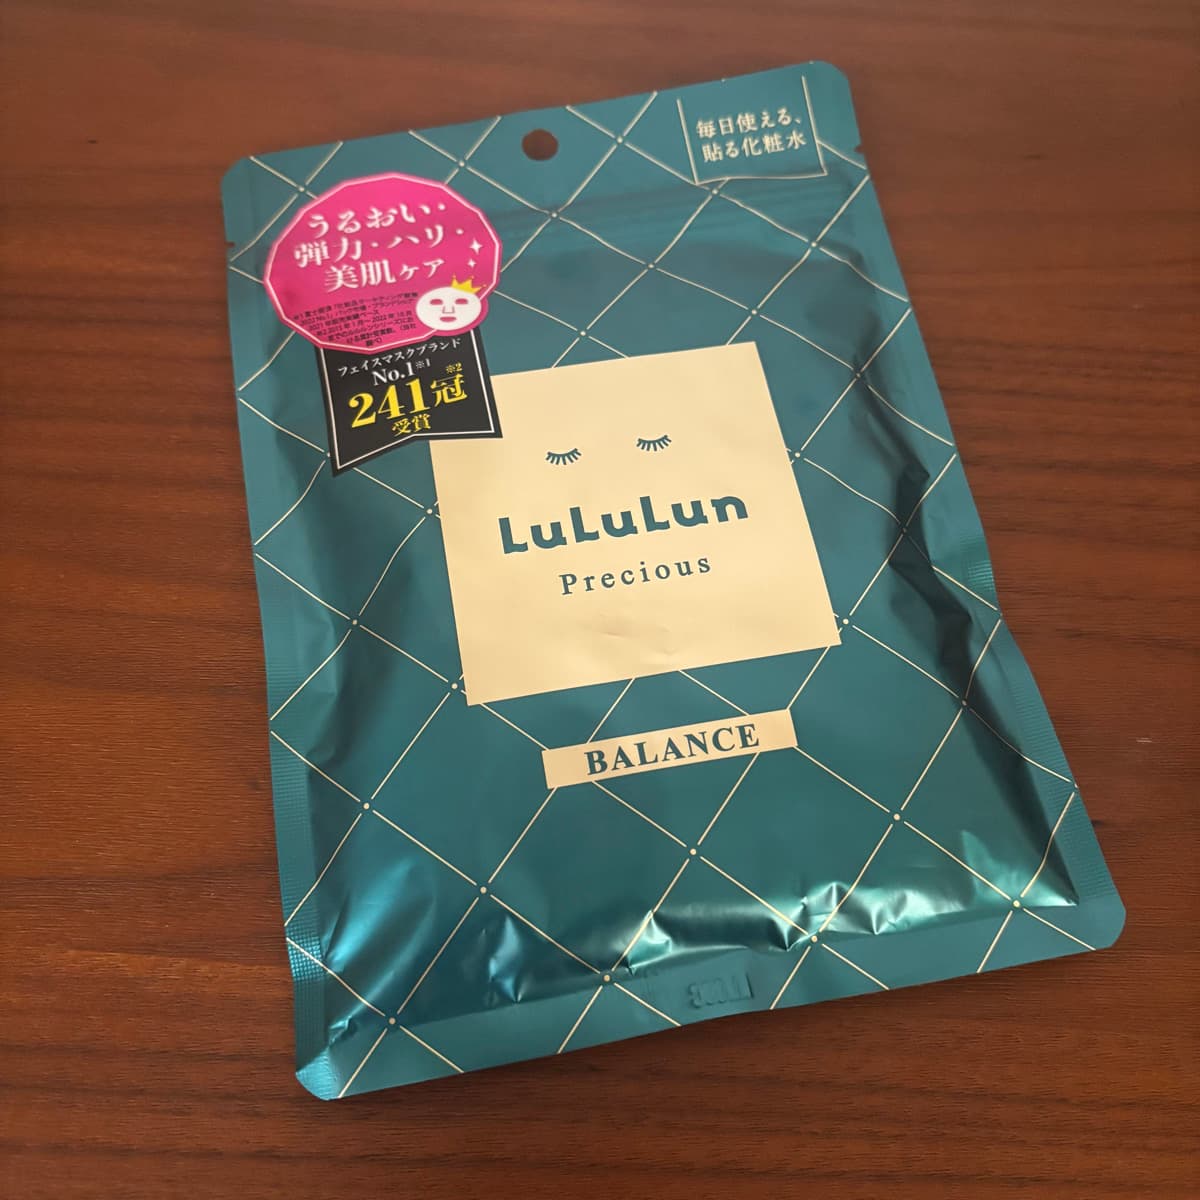 毎日使える、
貼る化粧水
うるおい・
弾力・ハリ・
美肌ケア
フェイスマスクブランド
No.1※1
241冠※2
受賞
LuLuLun
Precious
BALANCE